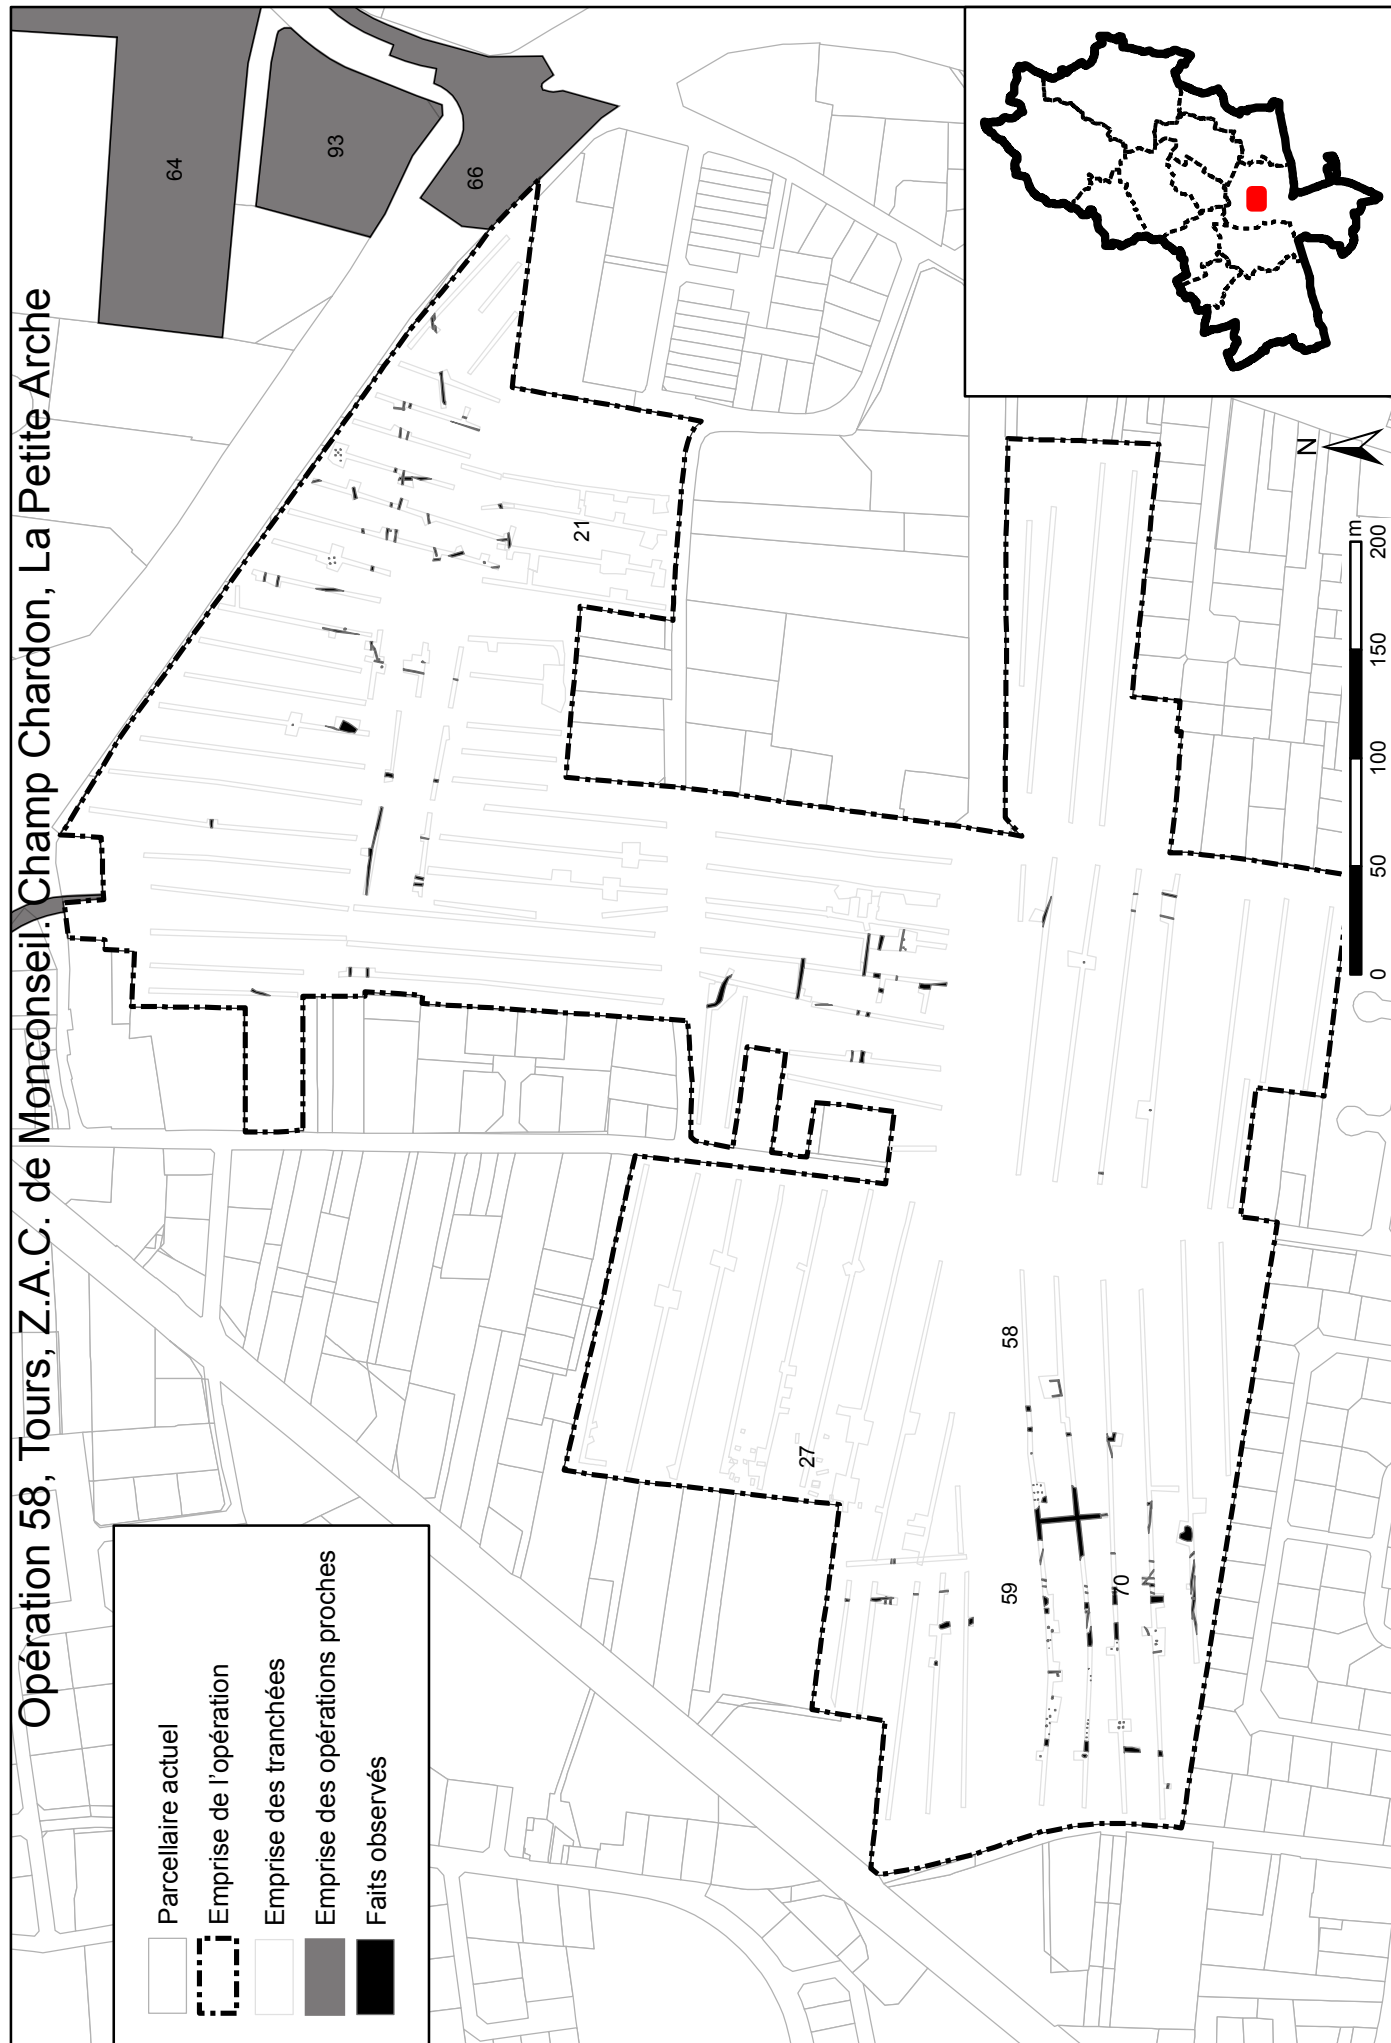 Opération 58, Tours, Z.A.C. de Monconseil. Champ Chardon, La Petite Arche
Parcellaire actuel
Emprise de l'opération
Emprise des tranchées
Emprise des opérations proches
Faits observés
64
93
66
21
27
58
59
70
N
0 50 100 150 200
m